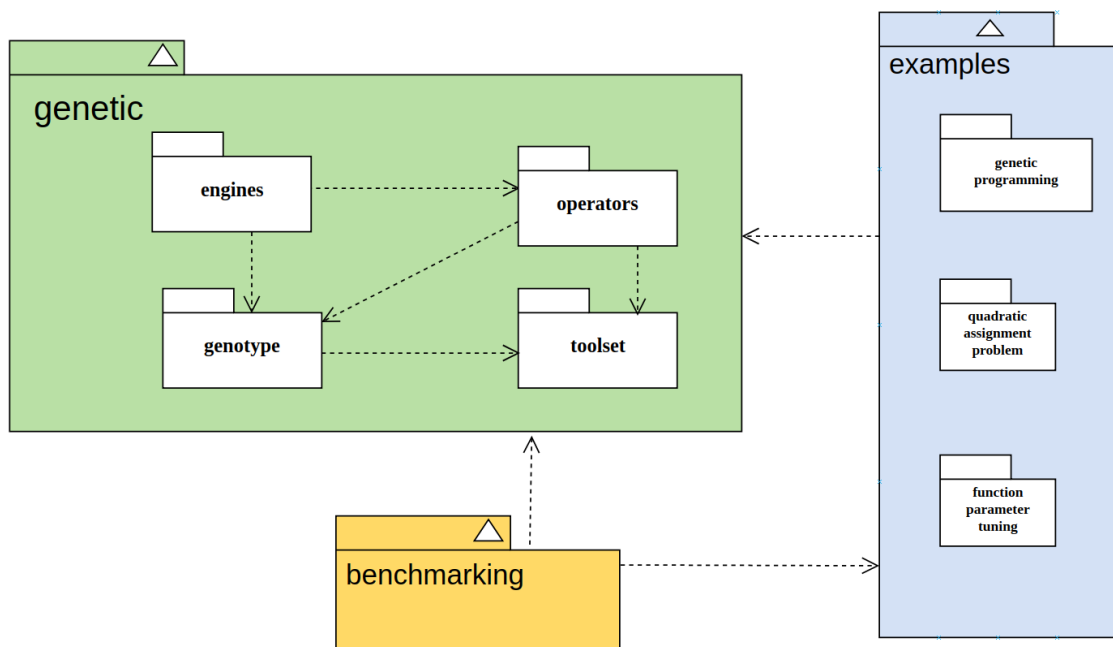 genetic
engines
operators
genotype
toolset
benchmarking
examples
genetic
programming
quadratic
assignment
problem
function
parameter
tuning